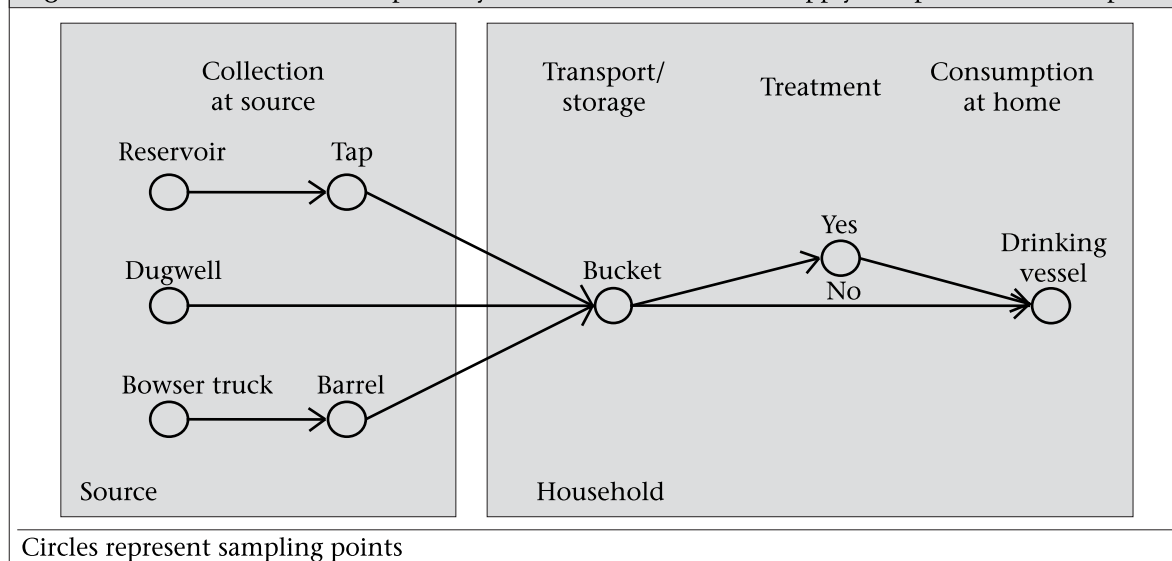 Collection
at source
Transport/
storage
Treatment
Consumption
at home
Reservoir
Tap
Dugwell
Bucket
Yes
No
Drinking
vessel
Bowser truck
Barrel
Source
Household
Circles represent sampling points